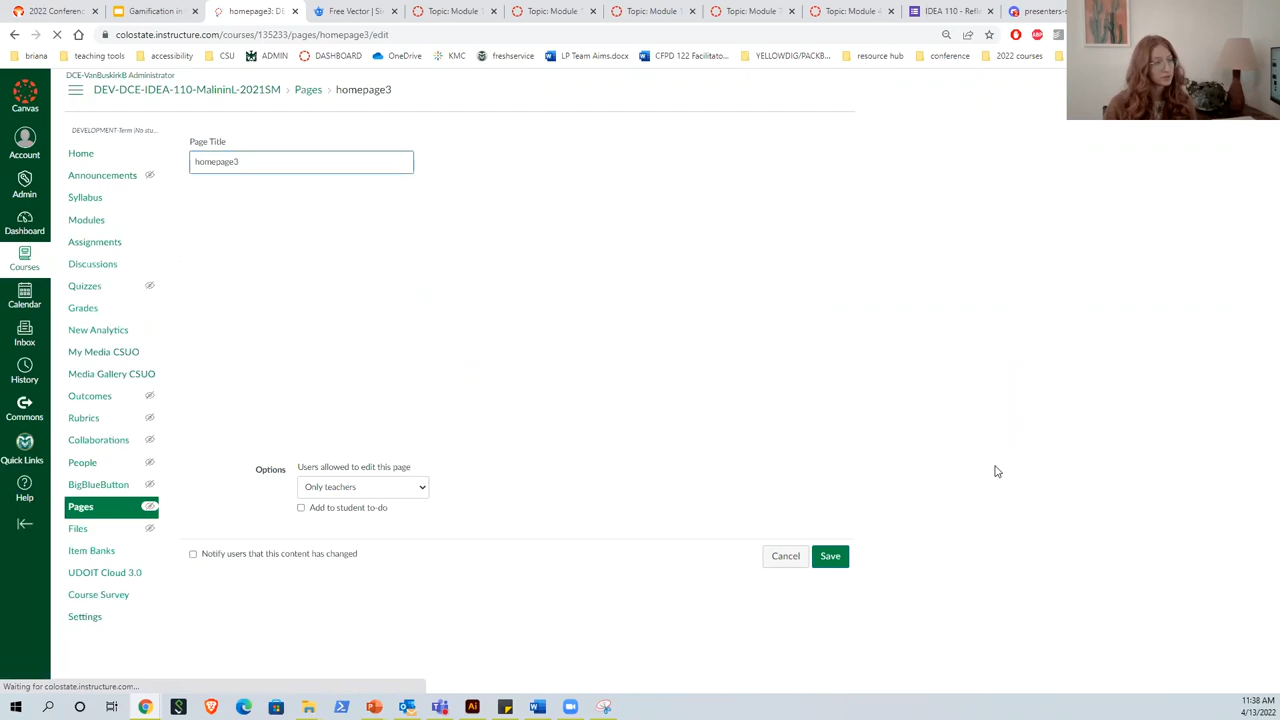 2022 Conferenc
Gamification in
homepage3: DE
Free Vector | Si
Topic: Module 1
Topic: Module
Topic: Module 1
Topic: Module
Topic: Module 4
IDEA 110 - Reli
presenters-
colostate.instructure.com/courses/135233/pages/homepage3/edit
briana
teaching tools
accessibility
CSU
ADMIN
DASHBOARD
OneDrive
KMC
freshservice
LP Team Aims.docx
CFPD 122 Facilitato...
YELLOWDIG/PACKB...
resource hub
conference
2022 courses
DCE-VanBuskirkB Administrator
DEV-DCE-IDEA-110-MalininL-2021SM > Pages > homepage3
DEVELOPMENT-Term (No stu...
Canvas
Account
Admin
Dashboard
Courses
Calendar
Inbox
History
Commons
Quick Links
Help
Home
Announcements
Syllabus
Modules
Assignments
Discussions
Quizzes
Grades
New Analytics
My Media CSUO
Media Gallery CSUO
Outcomes
Rubrics
Collaborations
People
BigBlueButton
Pages
Files
Item Banks
UDOIT Cloud 3.0
Course Survey
Settings
Page Title
homepage3
Options
Users allowed to edit this page
Only teachers
Add to student to-do
Notify users that this content has changed
Cancel
Save
Waiting for colostate.instructure.com...
11:38 AM
4/13/2022